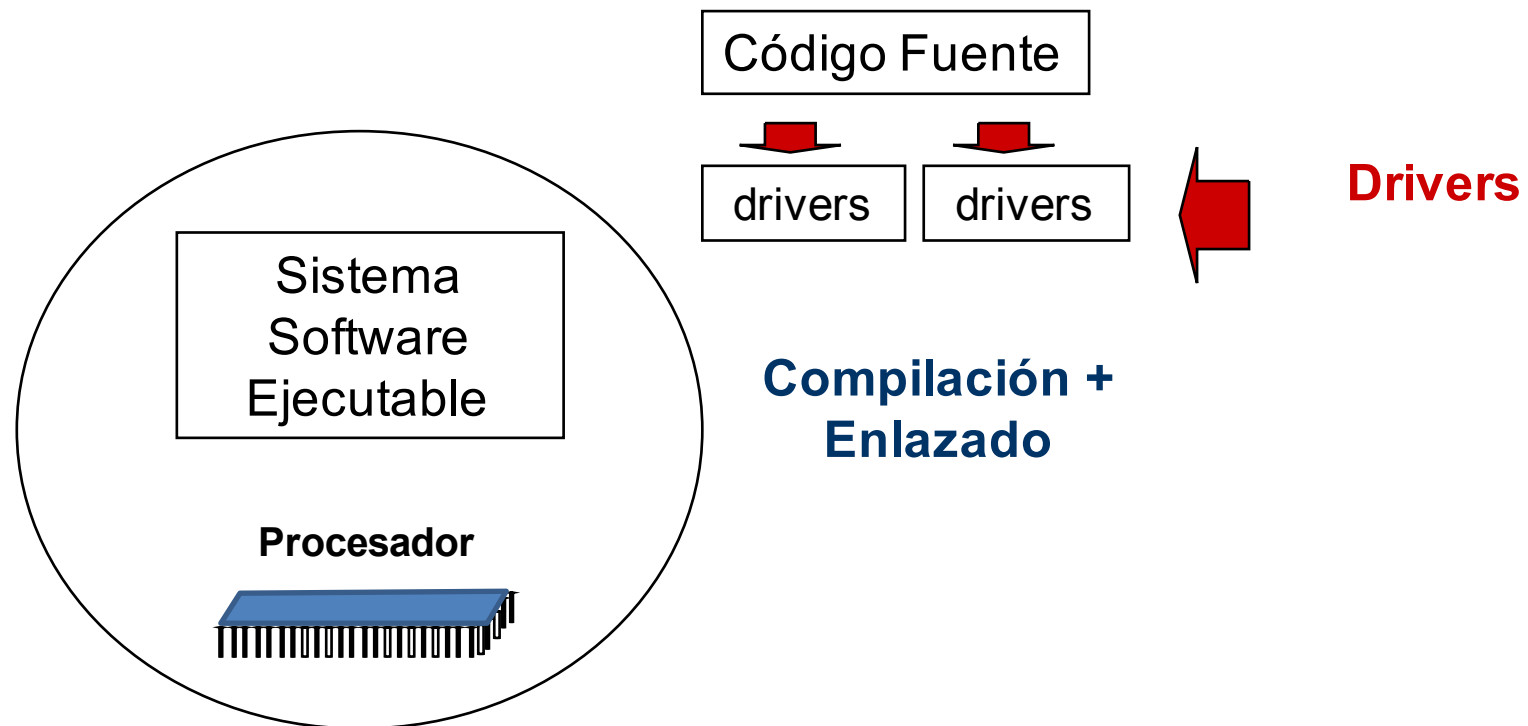 Código Fuente
drivers
drivers
Drivers
Sistema
Software
Ejecutable
Compilación +
Enlazado
Procesador